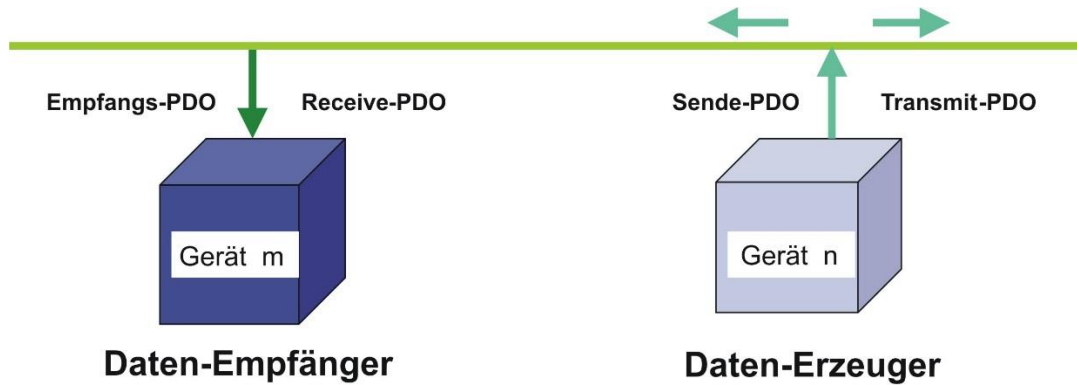 Empfangs-PDO Receive-PDO Sende-PDO Transmit-PDO
Gerät m Gerät n
Daten-Empfänger Daten-Erzeuger